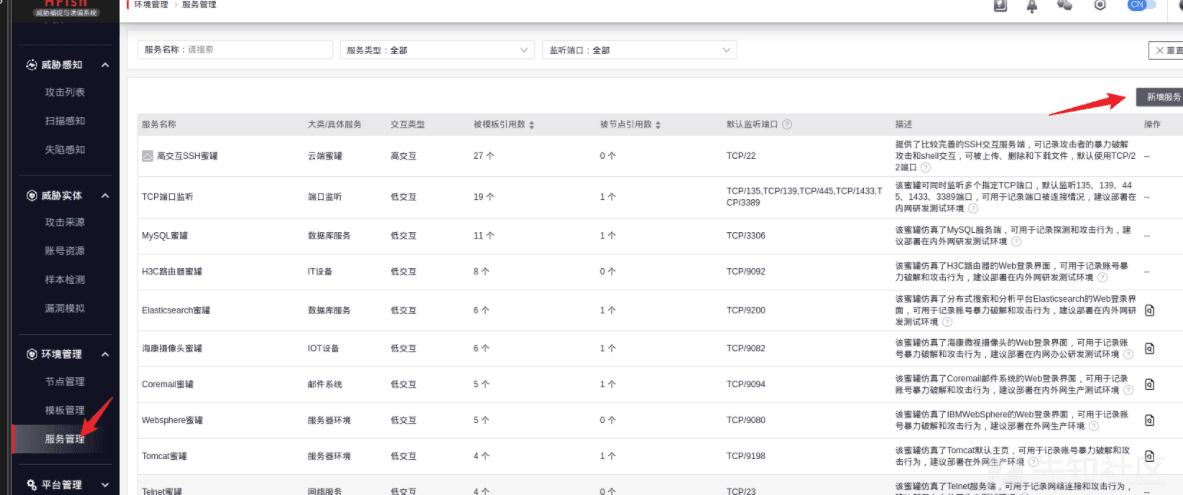 HFish
威胁捕捉与诱骗系统
环境管理 > 服务管理
CN
威胁感知
攻击列表
扫描感知
失陷感知
威胁实体
攻击来源
账号资源
样本检测
漏洞模拟
环境管理
节点管理
模板管理
服务管理
平台管理
服务名称：请搜索
服务类型：全部
监听端口：全部
重置
新增服务
服务名称 大类/具体服务 交互类型 被模板引用数 被节点引用数 默认监听端口 描述 操作
高交互SSH蜜罐 云端蜜罐 高交互 27 个 0 个 TCP/22
提供了比较完善的SSH交互服务端，可记录攻击者的暴力破解
攻击和shell交互，可被上传、删除和下载文件，默认使用TCP/2
2端口
--
TCP端口监听 端口监听 低交互 19 个 1 个
TCP/135,TCP/139,TCP/445,TCP/1433,T
CP/3389
该蜜罐可同时监听多个指定TCP端口，默认监听135、139、44
5、1433、3389端口，可用于记录端口被连接情况，建议部署在
内网研发测试环境
--
MySQL蜜罐 数据库服务 低交互 11 个 1 个 TCP/3306
该蜜罐仿真了MySQL服务端，可用于记录探测和攻击行为，建
议部署在内外网研发测试环境
--
H3C路由器蜜罐 IT设备 低交互 8 个 0 个 TCP/9092
该蜜罐仿真了H3C路由器的Web登录界面，可用于记录账号暴
力破解和攻击行为，建议部署在内外网研发测试环境
--
Elasticsearch蜜罐 数据库服务 低交互 6 个 1 个 TCP/9200
该蜜罐仿真了分布式搜索和分析平台Elasticsearch的Web登录界
面，可用于记录账号暴力破解和攻击行为，建议部署在内外网研
发测试环境
海康摄像头蜜罐 IOT设备 低交互 6 个 1 个 TCP/9082
该蜜罐仿真了海康微视摄像头的Web登录界面，可用于记录账
号暴力破解和攻击行为，建议部署在内网办公研发测试环境
Coremail蜜罐 邮件系统 低交互 5 个 1 个 TCP/9094
该蜜罐仿真了Coremail邮件系统的Web登录界面，可用于记录
账号暴力破解和攻击行为，建议部署在内外网生产测试环境
Websphere蜜罐 服务器环境 低交互 5 个 0 个 TCP/9080
该蜜罐仿真了IBMWebSphere的Web登录界面，可用于记录账
号暴力破解和攻击行为，建议部署在外网生产环境
Tomcat蜜罐 服务器环境 低交互 4 个 1 个 TCP/9198
该蜜罐仿真了Tomcat默认主页，可用于记录账号暴力破解和攻
击行为，建议部署在外网生产环境
Telnet蜜罐 网络服务 低交互 4 个 0 个 TCP/23
该蜜罐仿真了Telnet服务端，可用于记录网络连接和攻击行为，
先知社区